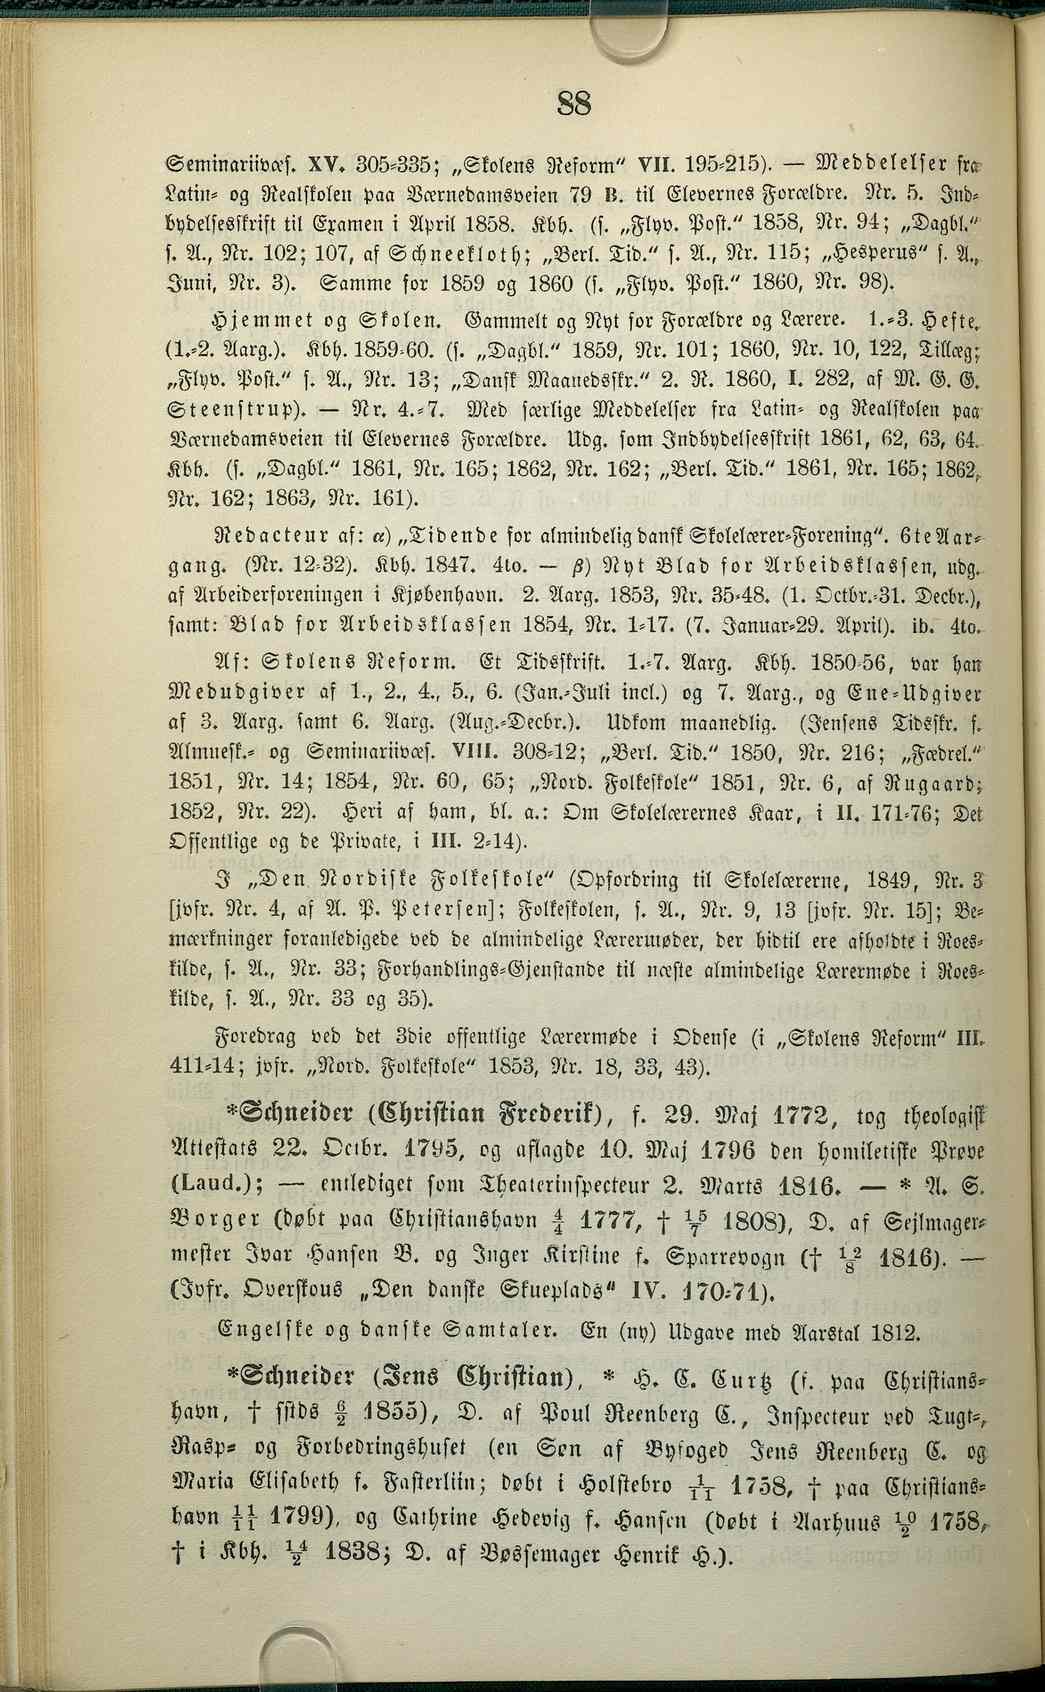 88
Seminariivæs. XV. 305-335; „Skolens Reform“ VII. 195-215). — Meddelelser fra
Latin- og Realskolen paa Værnedamsveien 79 B. til Elevernes Forældre. Nr. 5. Ind-
bydelsesskrift til Examen i April 1858. Kbh. (s. „Flyv. Post.“ 1858, Nr. 94; „Dagbl.“
s. A., Nr. 102; 107, af Schneekloth; „Berl. Tid.“ s. A., Nr. 115; „Hesperus“ s. A.,
Juni, Nr. 3). Samme for 1859 og 1860 (s. „Flyv. Post.“ 1860, Nr. 98).
Hjemmet og Skolen. Gammelt og Nyt for Forældre og Lærere. 1.-3. Hefte.
(1.-2. Aarg.). Kbh. 1859-60. (s. „Dagbl.“ 1859, Nr. 101; 1860, Nr. 10, 122, Tillæg;
„Flyv. Post.“ s. A., Nr. 13; „Dansk Maanedsskr.“ 2. R. 1860, I. 282, af M. G. G.
Steenstrup). — Nr. 4.-7. Med særlige Meddelelser fra Latin- og Realskolen paa
Værnedamsveien til Elevernes Forældre. Udg. som Indbydelsesskrift 1861, 62, 63, 64.
Kbh. (s. „Dagbl.“ 1861, Nr. 165; 1862, Nr. 162; „Berl. Tid.“ 1861, Nr. 165; 1862,
Nr. 162; 1863, Nr. 161).
Redacteur af: α) „Tidende for almindelig dansk Skolelærer-Forening“. 6te Aar-
gang. (Nr. 12-32). Kbh. 1847. 4to. — β) Nyt Blad for Arbeidsklassen, udg.
af Arbeiderforeningen i Kjøbenhavn. 2. Aarg. 1853, Nr. 35-48. (1. Octbr.-31. Decbr.),
samt: Blad for Arbeidsklassen 1854, Nr. 1-17. (7. Januar-29. April). ib. 4to.
Af: Skolens Reform. Et Tidsskrift. 1.-7. Aarg. Kbh. 1850-56, var han
Medudgiver af 1., 2., 4., 5., 6. (Jan.-Juli incl.) og 7. Aarg., og Ene-Udgiver
af 3. Aarg. samt 6. Aarg. (Aug.-Decbr.). Udkom maanedlig. (Jensens Tidsskr. f.
Almuesk.- og Seminariivæs. VIII. 308-12; „Berl. Tid.“ 1850, Nr. 216; „Fædrel.“
1851, Nr. 14; 1854, Nr. 60, 65; „Nord. Folkeskole“ 1851, Nr. 6, af Rugaard;
1852, Nr. 22). Heri af ham, bl. a.: Om Skolelærernes Kaar, i II. 171-76; Det
Offentlige og de Private, i III. 2-14).
I „Den Nordiske Folkeskole“ (Opfordring til Skolelærerne, 1849, Nr. 3
[jvfr. Nr. 4, af A. P. Petersen]; Folkeskolen, s. A., Nr. 9, 13 [jvfr. Nr. 15]; Be-
mærkninger foranledigede ved de almindelige Lærermøder, der hidtil ere afholdte i Roes-
kilde, s. A., Nr. 33; Forhandlings-Gjenstande til næste almindelige Lærermøde i Roes-
kilde, s. A., Nr. 33 og 35).
Foredrag ved det 3die offentlige Lærermøde i Odense (i „Skolens Reform“ III.
411-14; jvfr. „Nord. Folkeskole“ 1853, Nr. 18, 33, 43).
*Schneider (Christian Frederik), f. 29. Maj 1772, tog theologisk
Attestats 22. Octbr. 1795, og aflagde 10. Maj 1796 den homiletiske Prøve
(Laud.); — entlediget som Theaterinspecteur 2. Marts 1816. — * A. S.
Borger (døbt paa Christianshavn 4/4 1777, † 15/7 1808), D. af Sejlmager-
mester Ivar Hansen B. og Inger Kirstine f. Sparrevogn († 12/8 1816). —
(Jvfr. Overskous „Den danske Skueplads“ IV. 170-71).
Engelske og danske Samtaler. En (ny) Udgave med Aarstal 1812.
*Schneider (Jens Christian), * H. C. Curtz (f. paa Christians-
havn, † sstds 6/2 1855), D. af Poul Reenberg C., Inspecteur ved Tugt-,
Rasp- og Forbedringshuset (en Søn af Byfoged Jens Reenberg C. og
Maria Elisabeth f. Fasterliin; døbt i Holstebro 1/11 1758, † paa Christians-
havn 11/11 1799), og Cathrine Hedevig f. Hansen (døbt i Aarhuus 10/2 1758,
† i Kbh. 14/2 1838; D. af Bøssemager Henrik H.).